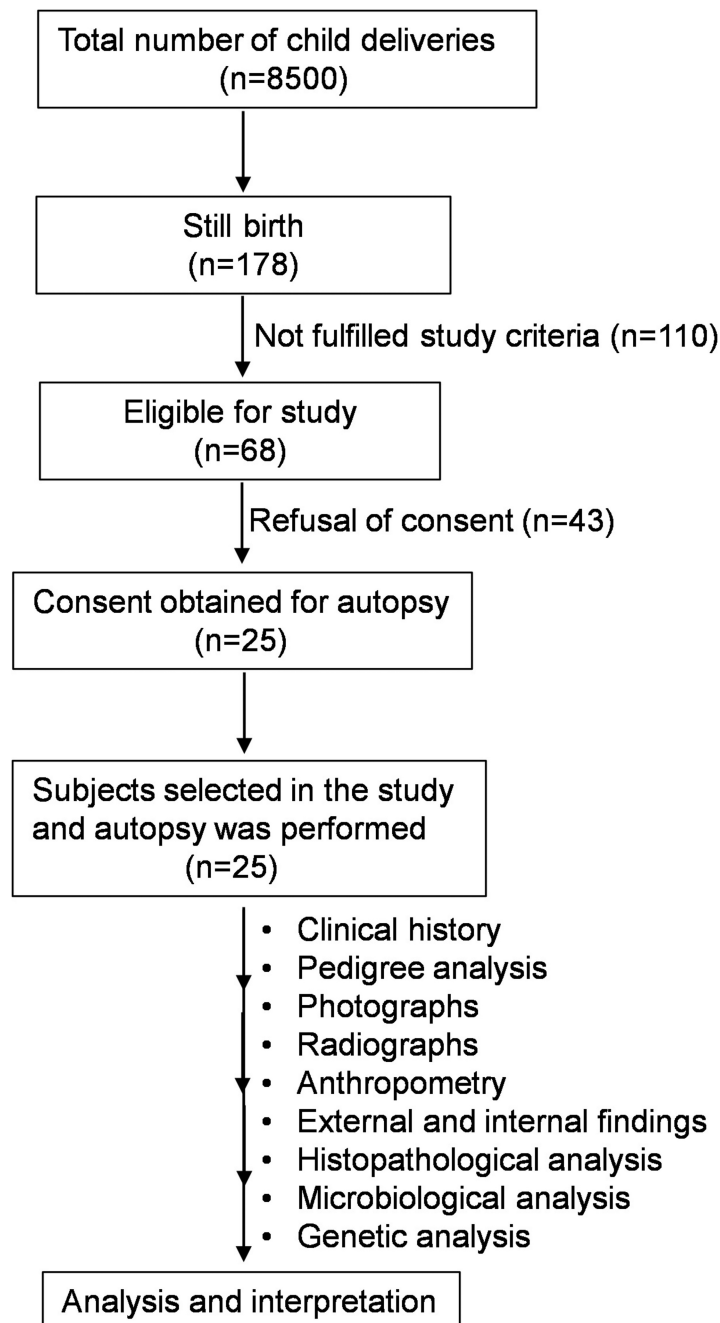 Total number of child deliveries
(n=8500)
Still birth
(n=178)
Not fulfilled study criteria (n=110)
Eligible for study
(n=68)
Refusal of consent (n=43)
Consent obtained for autopsy
(n=25)
Subjects selected in the study
and autopsy was performed
(n=25)
• Clinical history
• Pedigree analysis
• Photographs
• Radiographs
• Anthropometry
• External and internal findings
• Histopathological analysis
• Microbiological analysis
• Genetic analysis
Analysis and interpretation